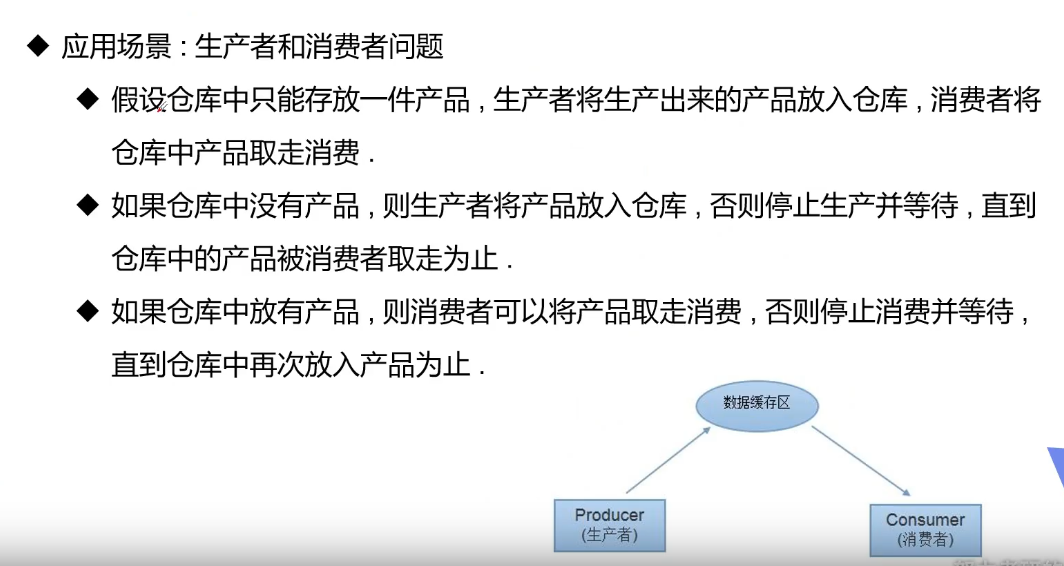 ◆ 应用场景 : 生产者和消费者问题
◆ 假设仓库中只能存放一件产品 , 生产者将生产出来的产品放入仓库 , 消费者将
仓库中产品取走消费 .
◆ 如果仓库中没有产品 , 则生产者将产品放入仓库 , 否则停止生产并等待 , 直到
仓库中的产品被消费者取走为止 .
◆ 如果仓库中放有产品 , 则消费者可以将产品取走消费 , 否则停止消费并等待 ,
直到仓库中再次放入产品为止 .
数据缓存区
Producer
(生产者)
Consumer
(消费者)